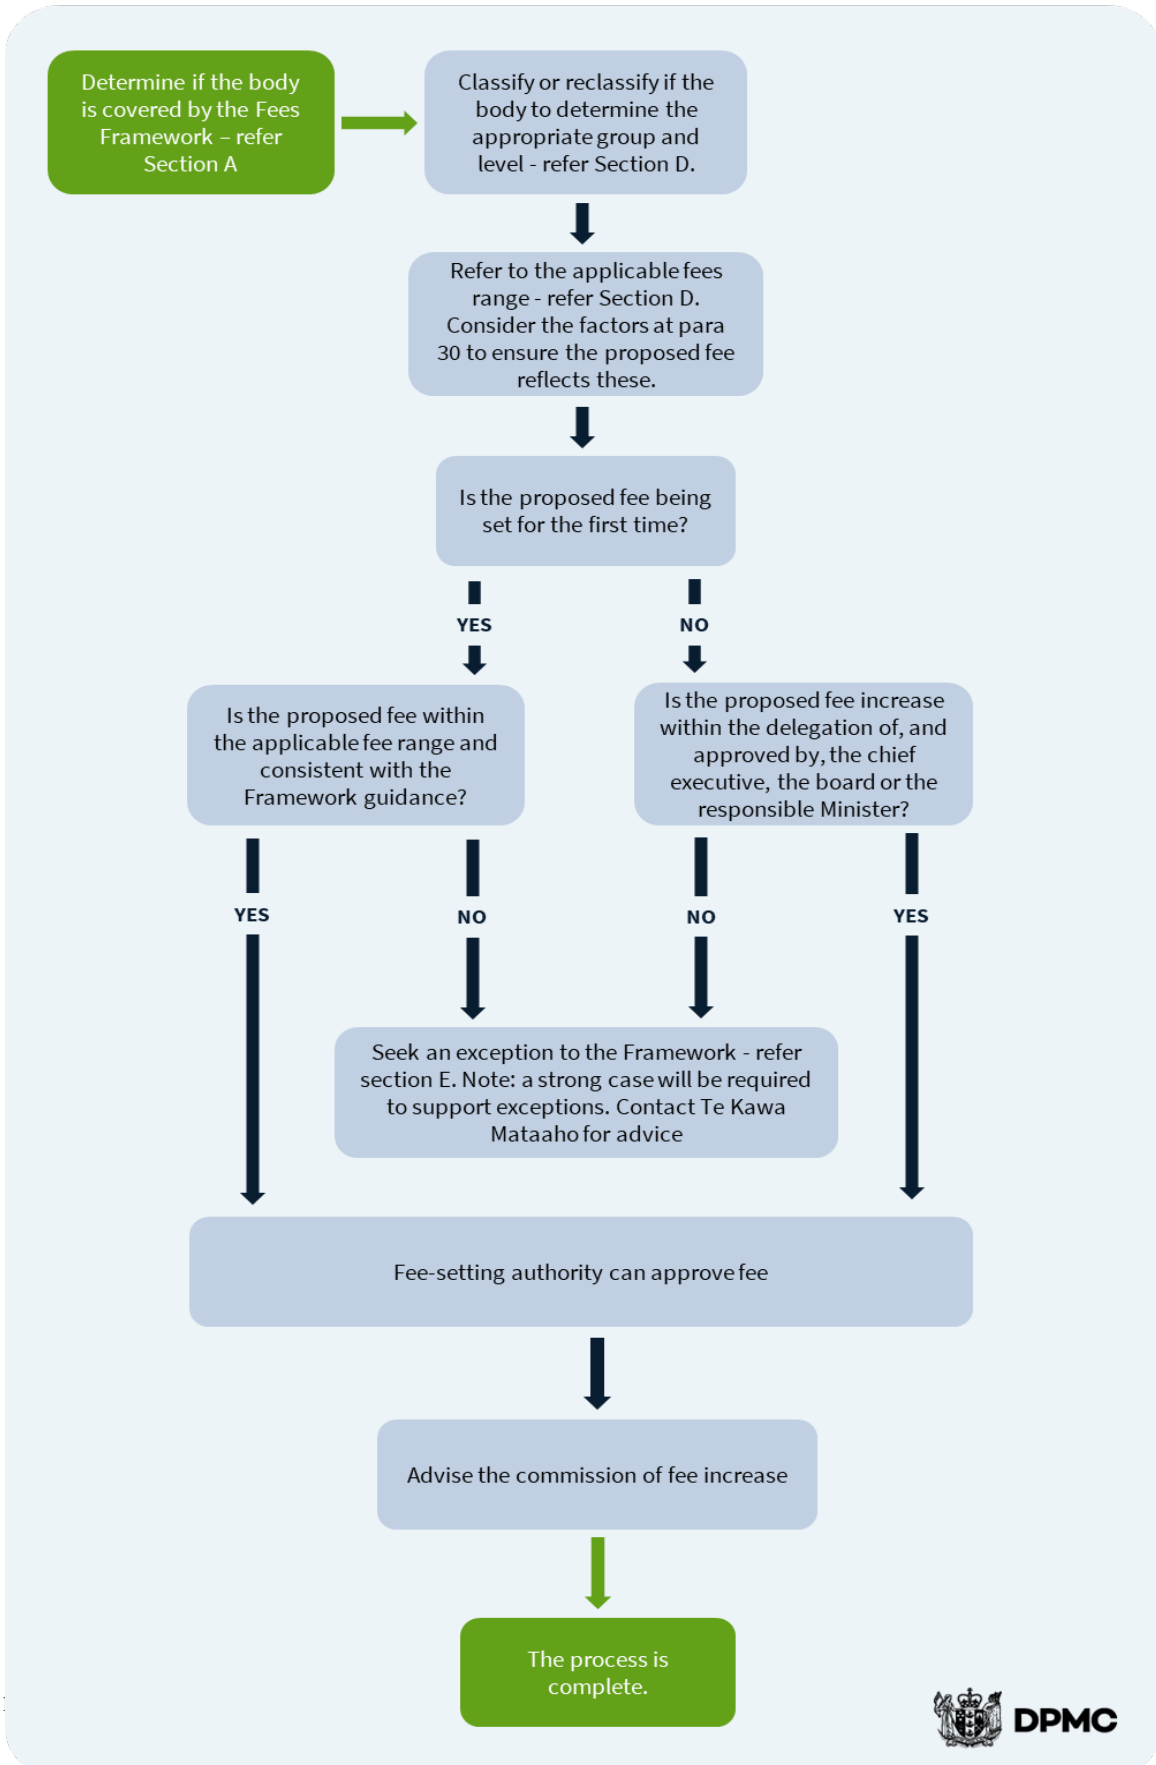 Determine if the body
is covered by the Fees
Framework – refer
Section A
Classify or reclassify if the
body to determine the
appropriate group and
level - refer Section D.
Refer to the applicable fees
range - refer Section D.
Consider the factors at para
30 to ensure the proposed fee
reflects these.
Is the proposed fee being
set for the first time?
YES
NO
Is the proposed fee within
the applicable fee range and
consistent with the
Framework guidance?
Is the proposed fee increase
within the delegation of, and
approved by, the chief
executive, the board or the
responsible Minister?
YES
NO
NO
YES
Seek an exception to the Framework - refer
section E. Note: a strong case will be required
to support exceptions. Contact Te Kawa
Mataaho for advice
Fee-setting authority can approve fee
Advise the commission of fee increase
The process is
complete.
DPMC